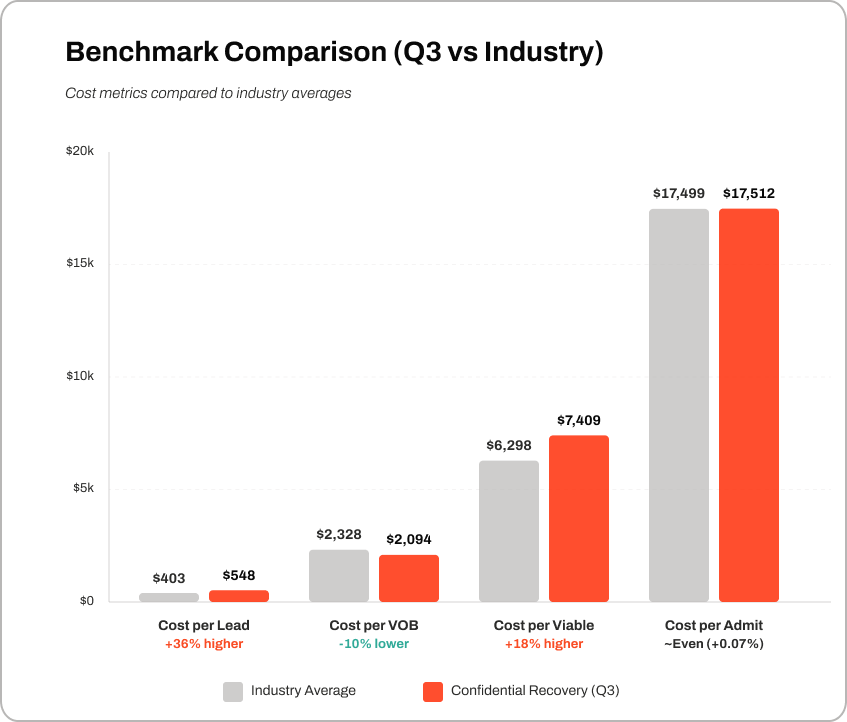 Benchmark Comparison (Q3 vs Industry)
Cost metrics compared to industry averages
$20k
$15k
$10k
$5k
$0
$403
$548
$2,328
$2,094
$6,298
$7,409
$17,499
$17,512
Cost per Lead
+36% higher
Cost per VOB
-10% lower
Cost per Viable
+18% higher
Cost per Admit
~Even (+0.07%)
Industry Average
Confidential Recovery (Q3)